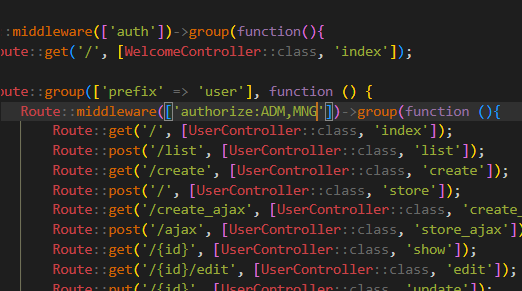 ::middleware(['auth'])->group(function(){
oute::get('/', [WelcomeController::class, 'index']);
oute::group(['prefix' => 'user'], function () {
Route::middleware(['authorize:ADM,MNG'])->group(function (){
Route::get('/', [UserController::class, 'index']);
Route::post('/list', [UserController::class, 'list']);
Route::get('/create', [UserController::class, 'create']);
Route::post('/', [UserController::class, 'store']);
Route::get('/create_ajax', [UserController::class, 'create_
Route::post('/ajax', [UserController::class, 'store_ajax'])
Route::get('/{id}', [UserController::class, 'show']);
Route::get('/{id}/edit', [UserController::class, 'edit']);
Route::put('/{id}', [UserController::class, 'update']);